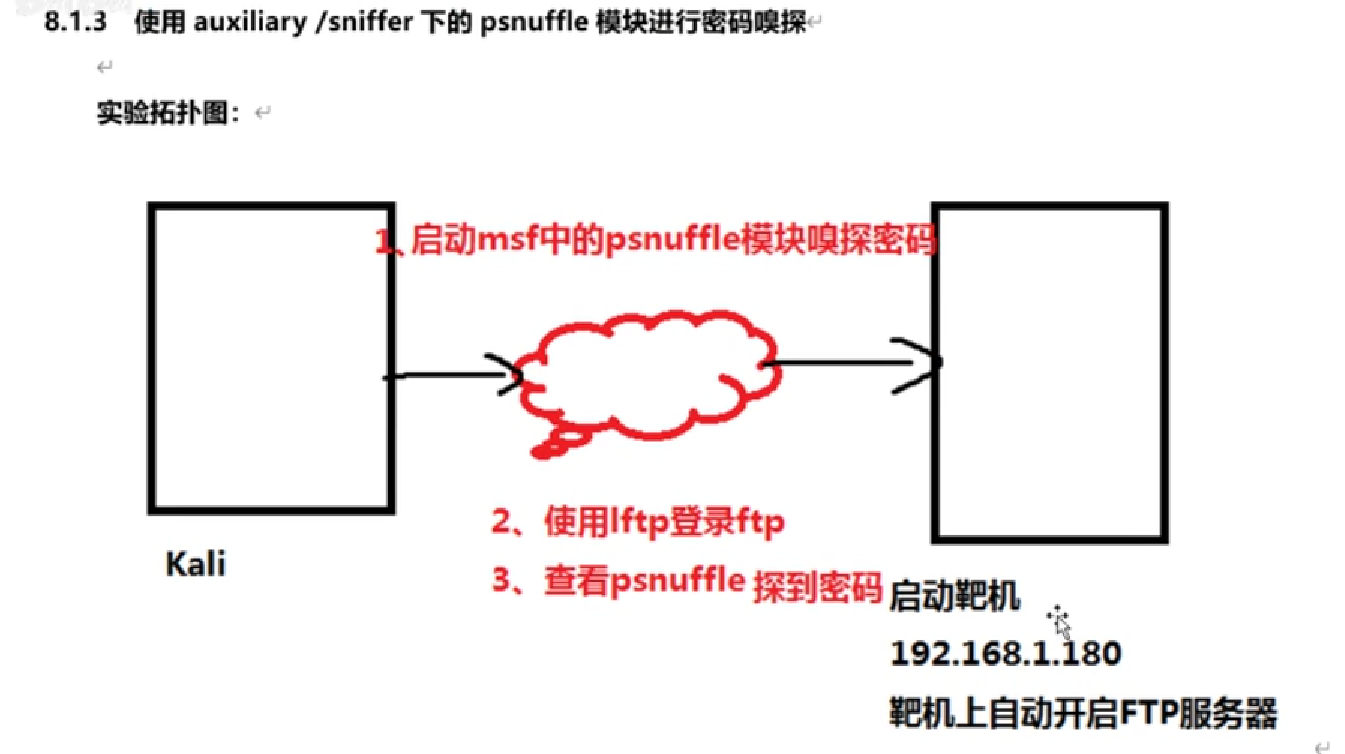 8.1.3 使用 auxiliary /sniffer 下的 psnuffle 模块进行密码嗅探
实验拓扑图：
1、启动msf中的psnuffle模块嗅探密码
2、使用lftp登录ftp
3、查看psnuffle 探到密码
Kali
启动靶机
192.168.1.180
靶机上自动开启FTP服务器